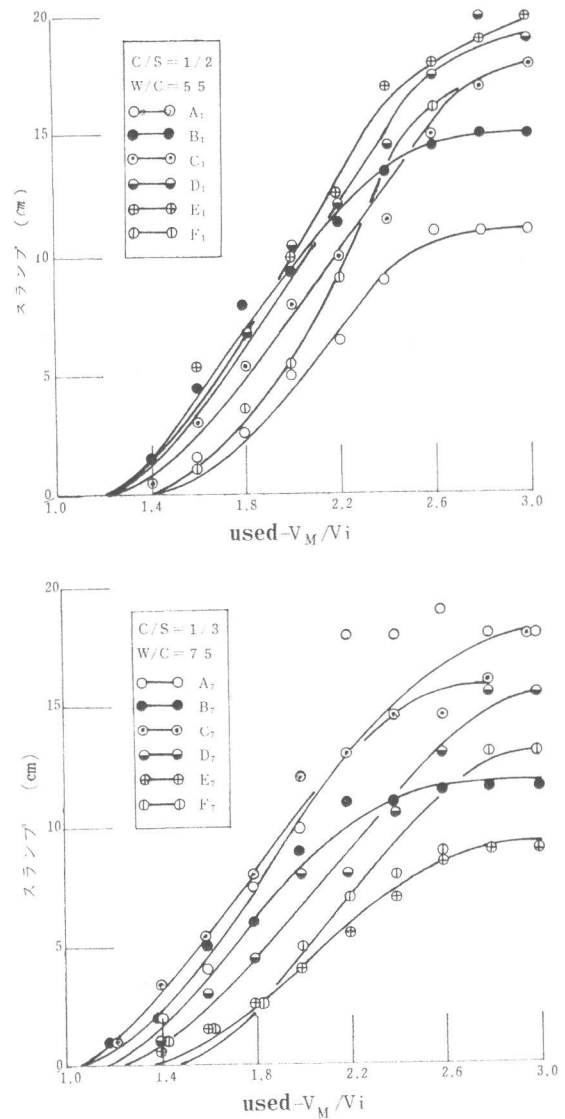 20
15
10
5
0
スランプ (cm)
C/S=1/2
W/C=55
A₁
B₁
C₁
D₁
E₁
F₁
1.0 1.4 1.8 2.2 2.6 3.0
used-V_M/Vi
20
15
10
5
0
スランプ (cm)
C/S=1/3
W/C=75
A₇
B₇
C₇
D₇
E₇
F₇
1.0 1.4 1.8 2.2 2.6 3.0
used-V_M/Vi